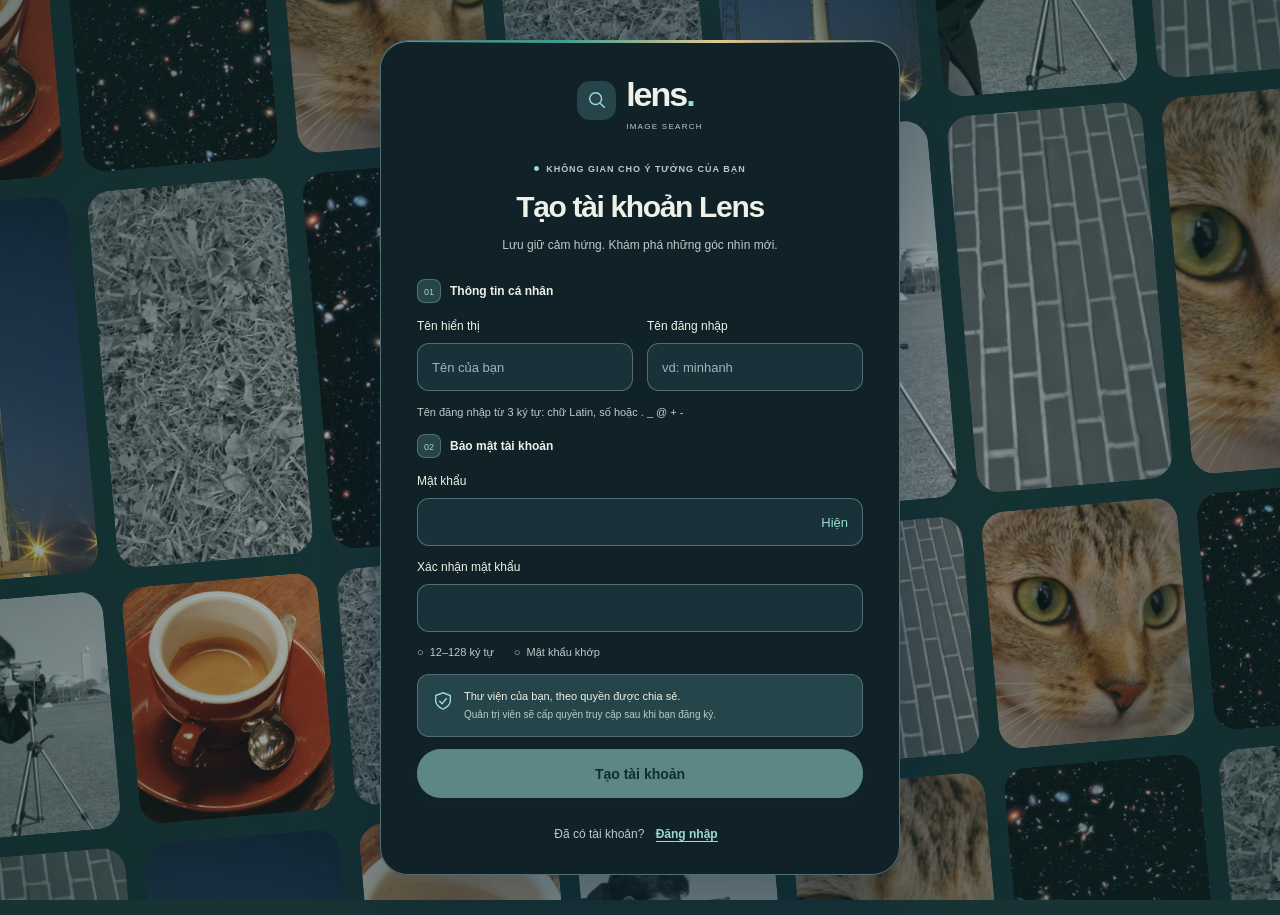 lens.
IMAGE SEARCH
KHÔNG GIAN CHO Ý TƯỞNG CỦA BẠN
Tạo tài khoản Lens
Lưu giữ cảm hứng. Khám phá những góc nhìn mới.
01 Thông tin cá nhân
Tên hiển thị Tên đăng nhập
Tên của bạn vd: minhanh
Tên đăng nhập từ 3 ký tự: chữ Latin, số hoặc . _ @ + -
02 Bảo mật tài khoản
Mật khẩu
Hiện
Xác nhận mật khẩu
○ 12–128 ký tự ○ Mật khẩu khớp
Thư viện của bạn, theo quyền được chia sẻ.
Quản trị viên sẽ cấp quyền truy cập sau khi bạn đăng ký.
Tạo tài khoản
Đã có tài khoản? Đăng nhập